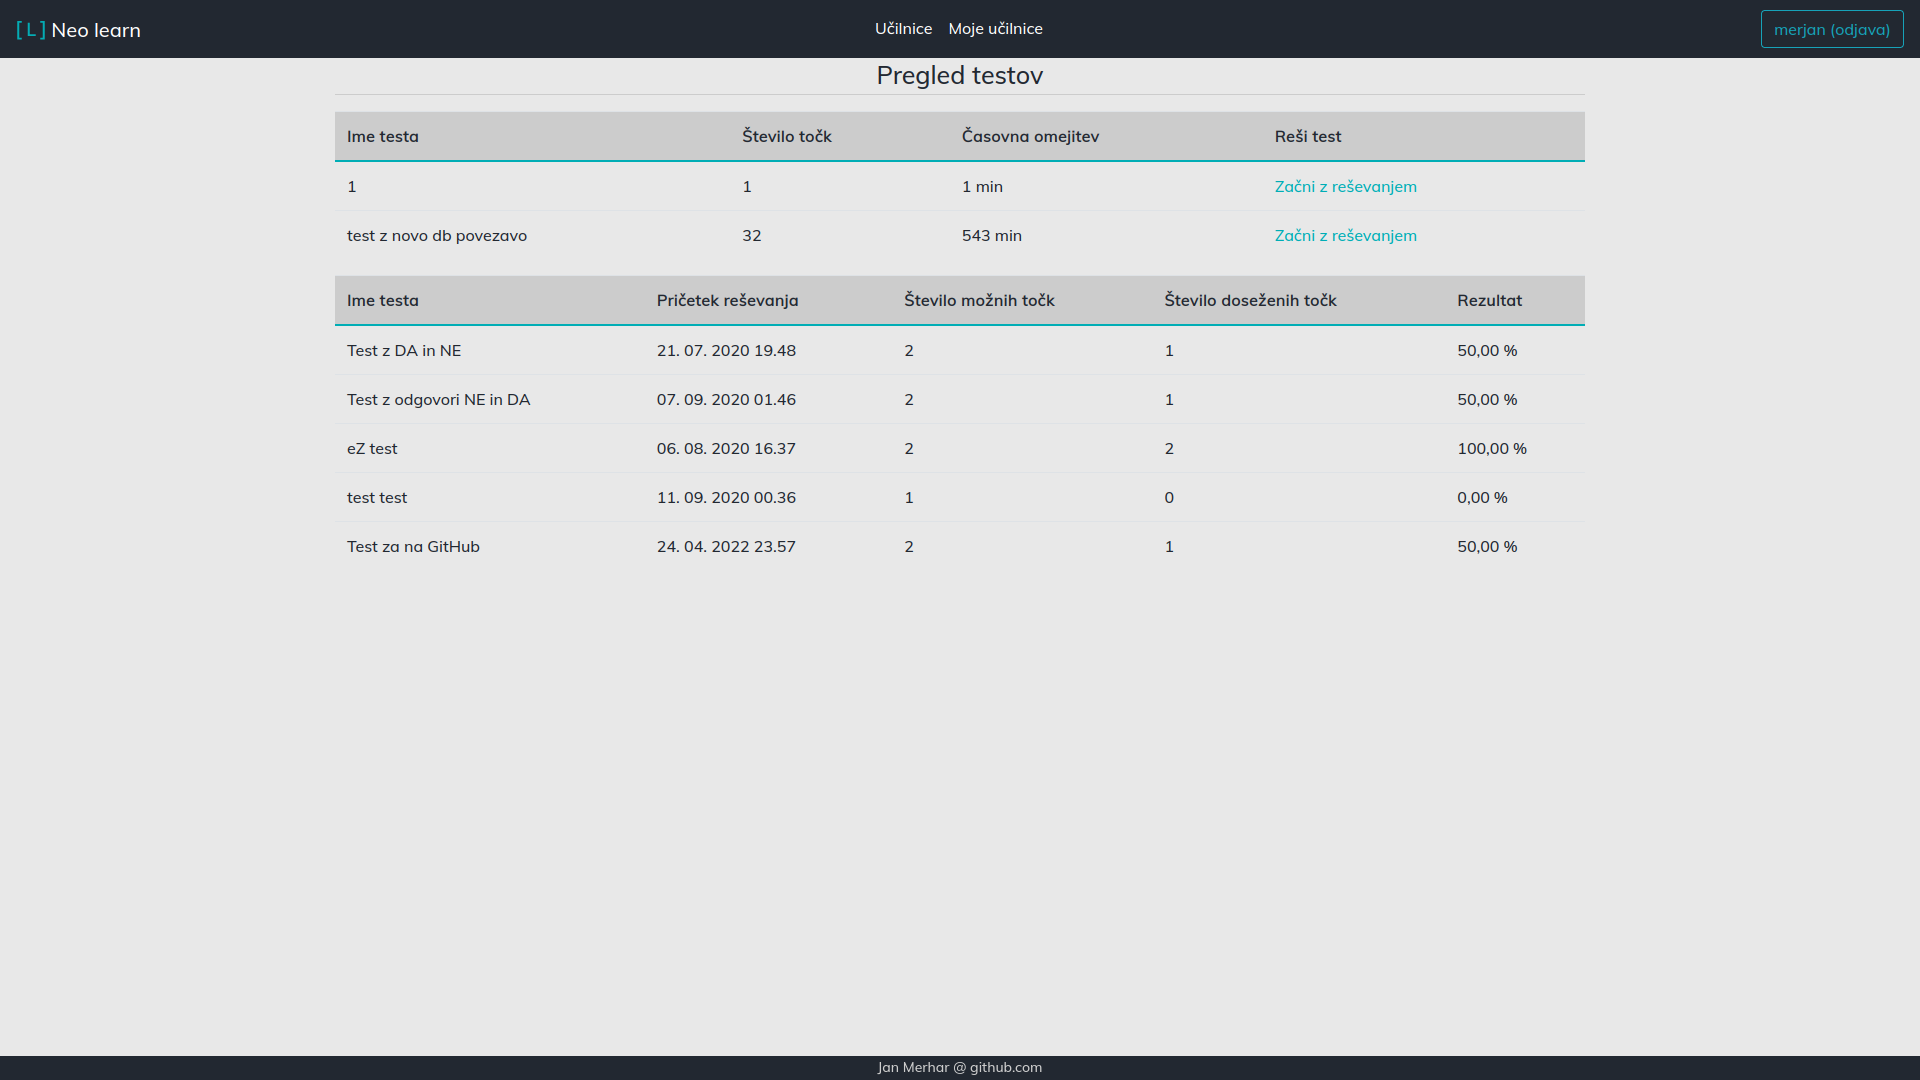 [L] Neo learn Učilnice Moje učilnice merjan (odjava)
Pregled testov
Ime testa Število točk Časovna omejitev Reši test
1 1 1 min Začni z reševanjem
test z novo db povezavo 32 543 min Začni z reševanjem
Ime testa Pričetek reševanja Število možnih točk Število doseženih točk Rezultat
Test z DA in NE 21. 07. 2020 19.48 2 1 50,00 %
Test z odgovori NE in DA 07. 09. 2020 01.46 2 1 50,00 %
eZ test 06. 08. 2020 16.37 2 2 100,00 %
test test 11. 09. 2020 00.36 1 0 0,00 %
Test za na GitHub 24. 04. 2022 23.57 2 1 50,00 %
Jan Merhar @ github.com